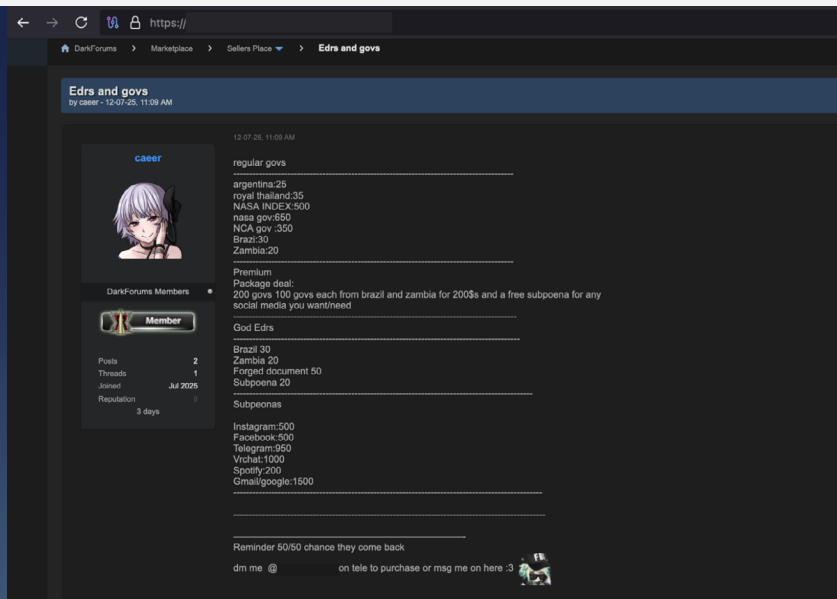 https://
DarkForums > Marketplace > Sellers Place > Edrs and govs
Edrs and govs
by caeer - 12-07-25, 11:09 AM
12-07-25, 11:09 AM
caeer
DarkForums Members
Member
Posts 2
Threads 1
Joined Jul 2025
Reputation 0
3 days
regular govs
argentina:25
royal thailand:35
NASA INDEX:500
nasa gov:650
NCA gov :350
Brazi:30
Zambia:20
Premium
Package deal:
200 govs 100 govs each from brazil and zambia for 200$s and a free subpoena for any
social media you want/need
God Edrs
Brazil 30
Zambia 20
Forged document 50
Subpoena 20
Subpeonas
Instagram:500
Facebook:500
Telegram:950
Vrchat:1000
Spotify:200
Gmail/google:1500
Reminder 50/50 chance they come back
dm me @ on tele to purchase or msg me on here :3